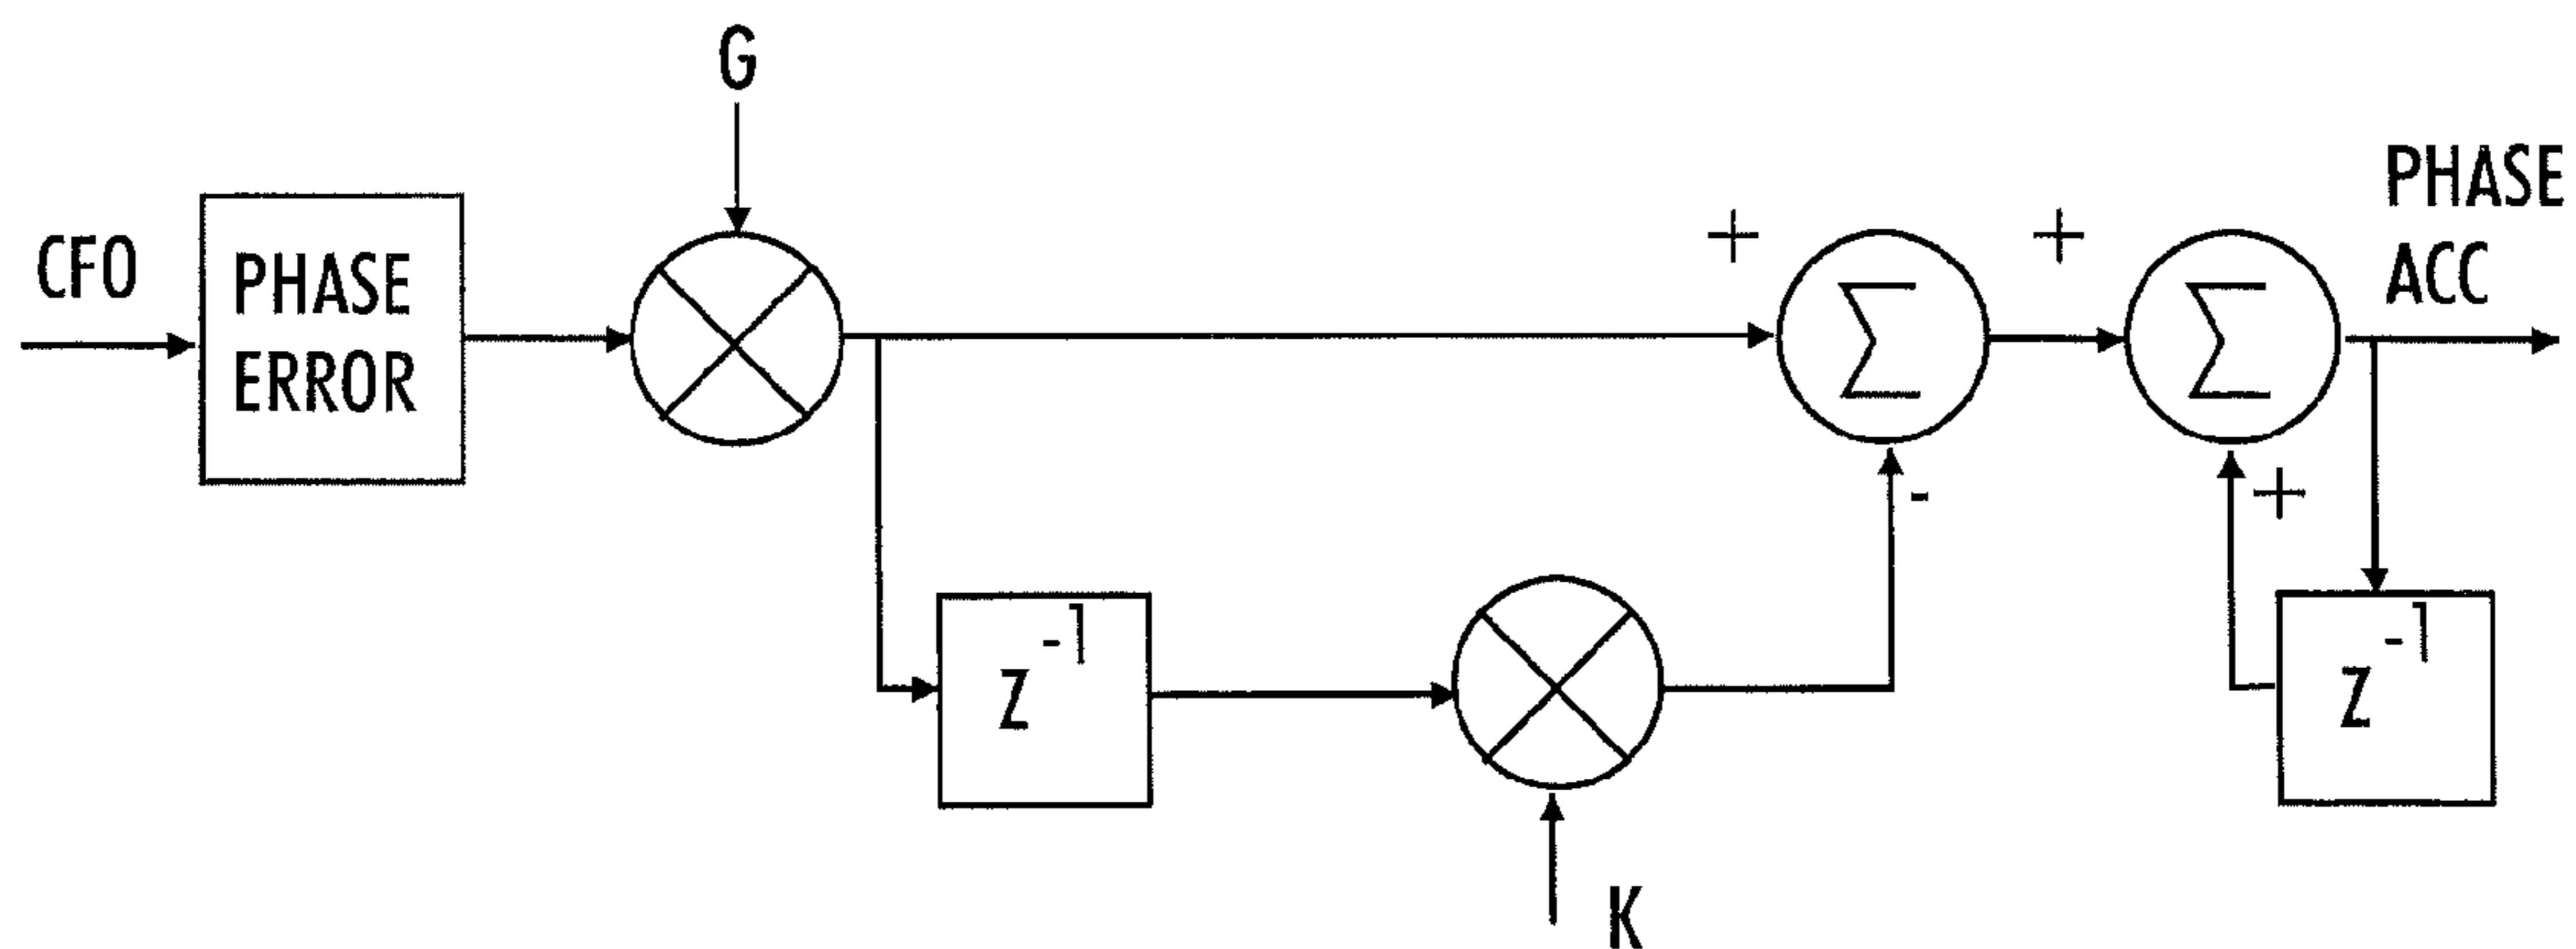 G
CFO
PHASE
ERROR
+
Σ
+
Σ
PHASE
ACC
-
+
Z⁻¹
Z⁻¹
K